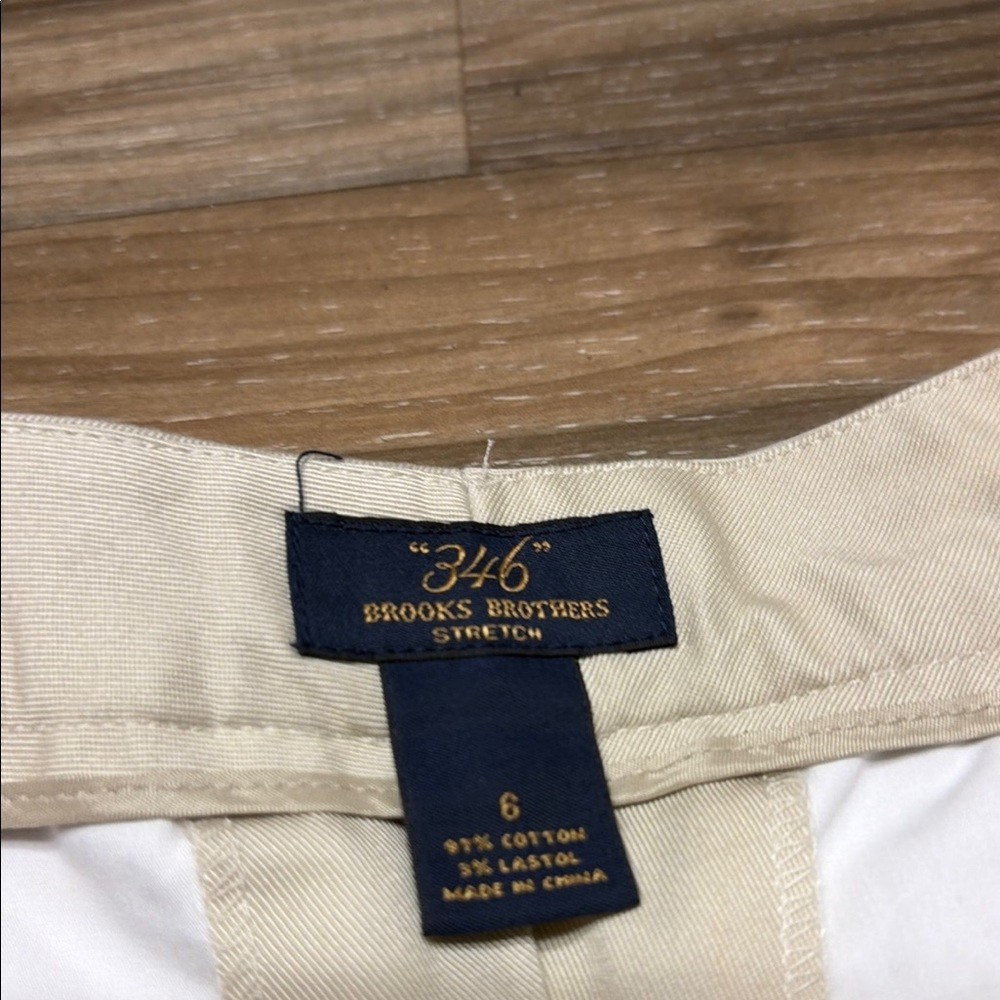 “346”
BROOKS BROTHERS
STRETCH
6
97% COTTON
3% LASTOL
MADE IN CHINA